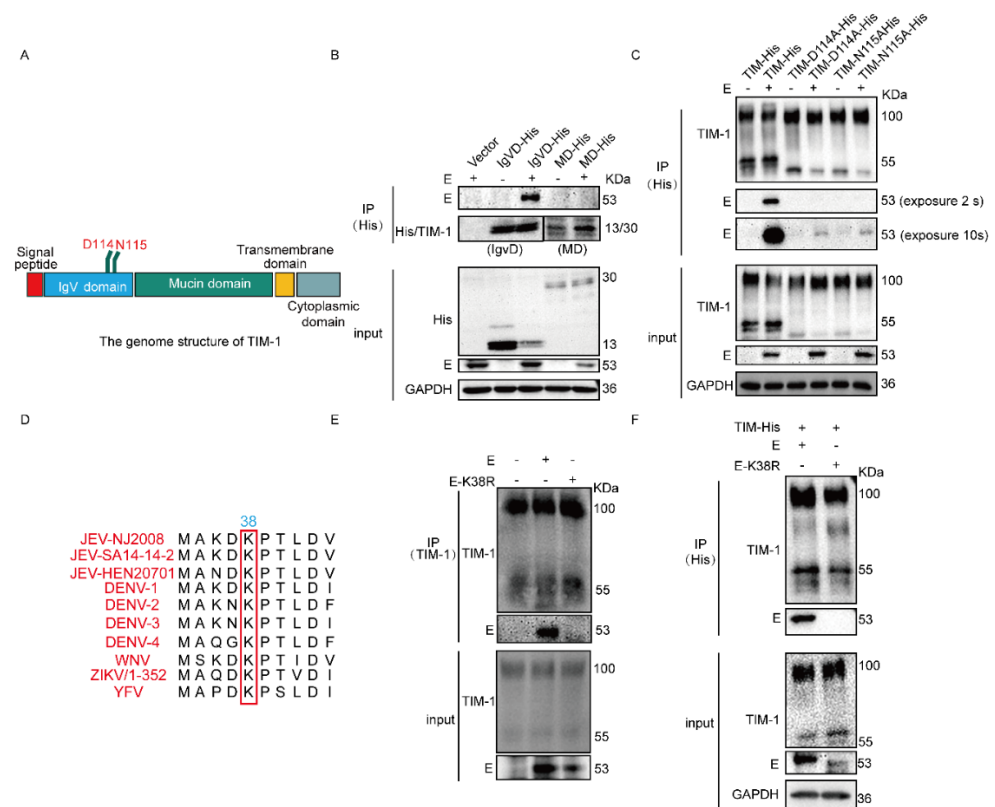 A
D114 N115
Signal
peptide
Transmembrane
domain
IgV domain
Mucin domain
Cytoplasmic
domain
The genome structure of TIM-1
B
Vector
IgVD-His
IgVD-His
MD-His
MD-His
E + - + - + KDa
IP
(His)
E 53
His/TIM-1 13/30
(IgvD) (MD)
input
His 30
13
E 53
GAPDH 36
C
TIM-His
TIM-His
TIM-D114A-His
TIM-D114A-His
TIM-N115AHis
TIM-N115A-His
E - + - + - + KDa
IP
(His)
TIM-1 100
55
E 53 (exposure 2 s)
E 53 (exposure 10s)
input
TIM-1 100
55
E 53
GAPDH 36
D
38
JEV-NJ2008 M A K D K P T L D V
JEV-SA14-14-2 M A K D K P T L D V
JEV-HEN20701 M A N D K P T L D V
DENV-1 M A K D K P T L D I
DENV-2 M A K N K P T L D F
DENV-3 M A K N K P T L D I
DENV-4 M A Q G K P T L D F
WNV M S K D K P T I D V
ZIKV/1-352 M A Q D K P T V D I
YFV M A P D K P S L D I
E
E - + -
E-K38R - - +
KDa
IP
(TIM-1)
TIM-1 100
55
E 53
input
TIM-1 100
55
E 53
F
TIM-His + +
E + -
E-K38R - +
KDa
IP
(His)
TIM-1 100
55
E 53
input
TIM-1 100
55
E 53
GAPDH 36